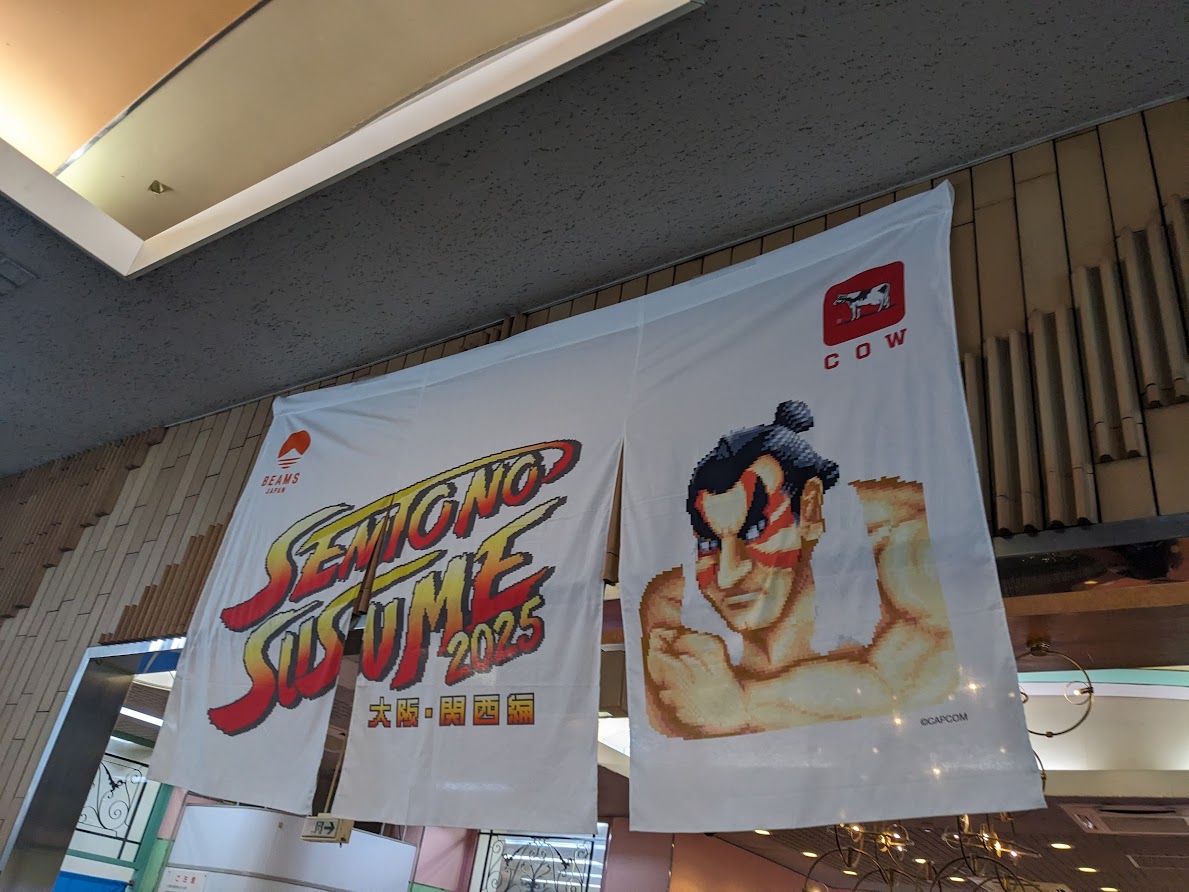 BEAMS
JAPAN
SENTO NO
SUSUME
2025
大阪・関西編
COW
©CAPCOM